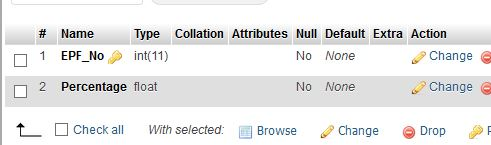 # Name Type Collation Attributes Null Default Extra Action
1 EPF_No int(11) No None Change
2 Percentage float No None Change
Check all With selected: Browse Change Drop